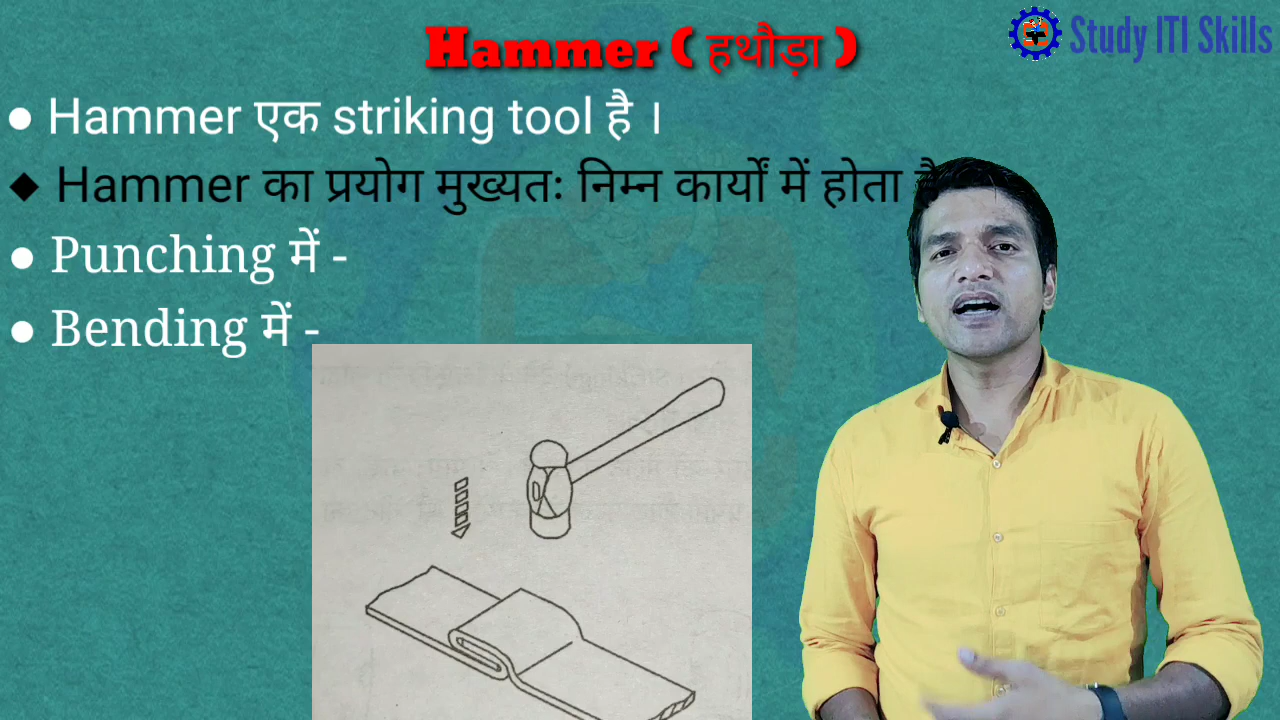 Hammer ( हथौड़ा )
Study ITI Skills
● Hammer एक striking tool है ।
◆ Hammer का प्रयोग मुख्यतः निम्न कार्यों में होता
● Punching में -
● Bending में -